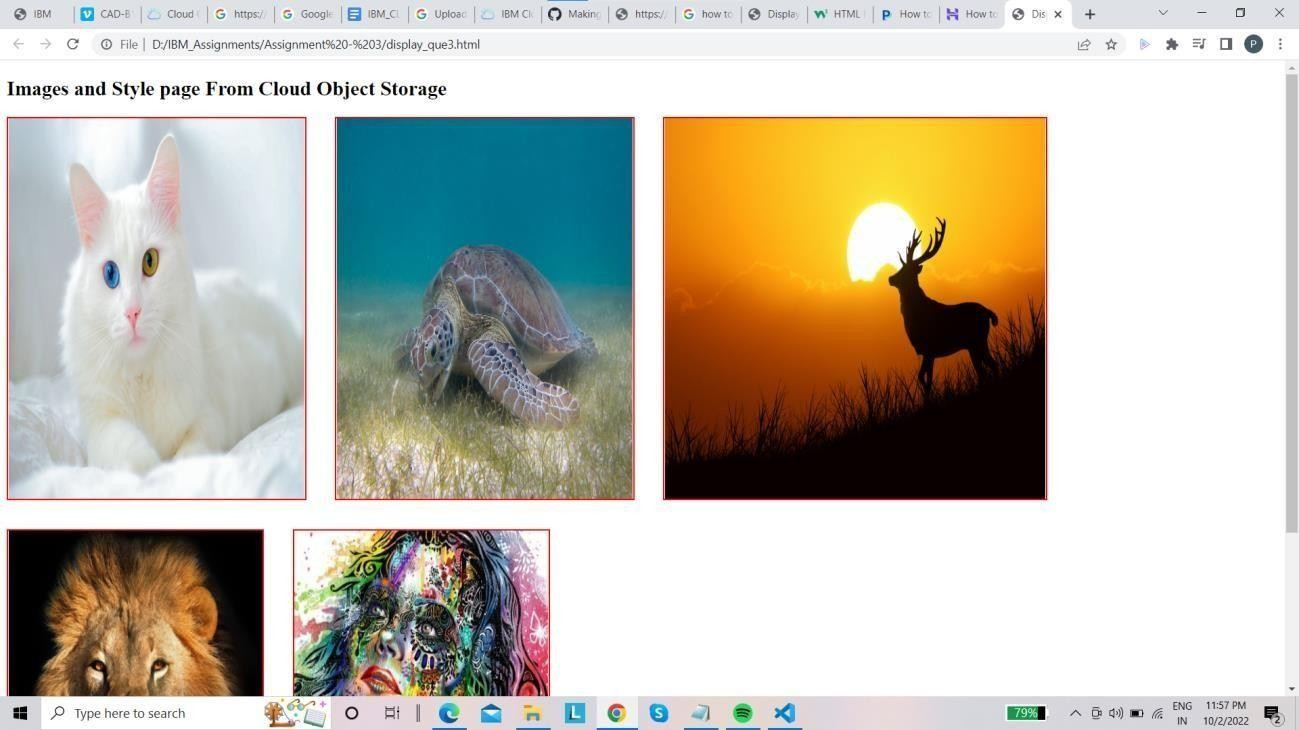 IBM
CAD-B
Cloud
https:/
Google
IBM_CL
Upload
IBM Cl
Making
https:/
how to
Display
HTML
How to
How to
Dis
File | D:/IBM_Assignments/Assignment%20-%203/display_que3.html
P
Images and Style page From Cloud Object Storage
Type here to search
79%
ENG
IN
11:57 PM
10/2/2022
2